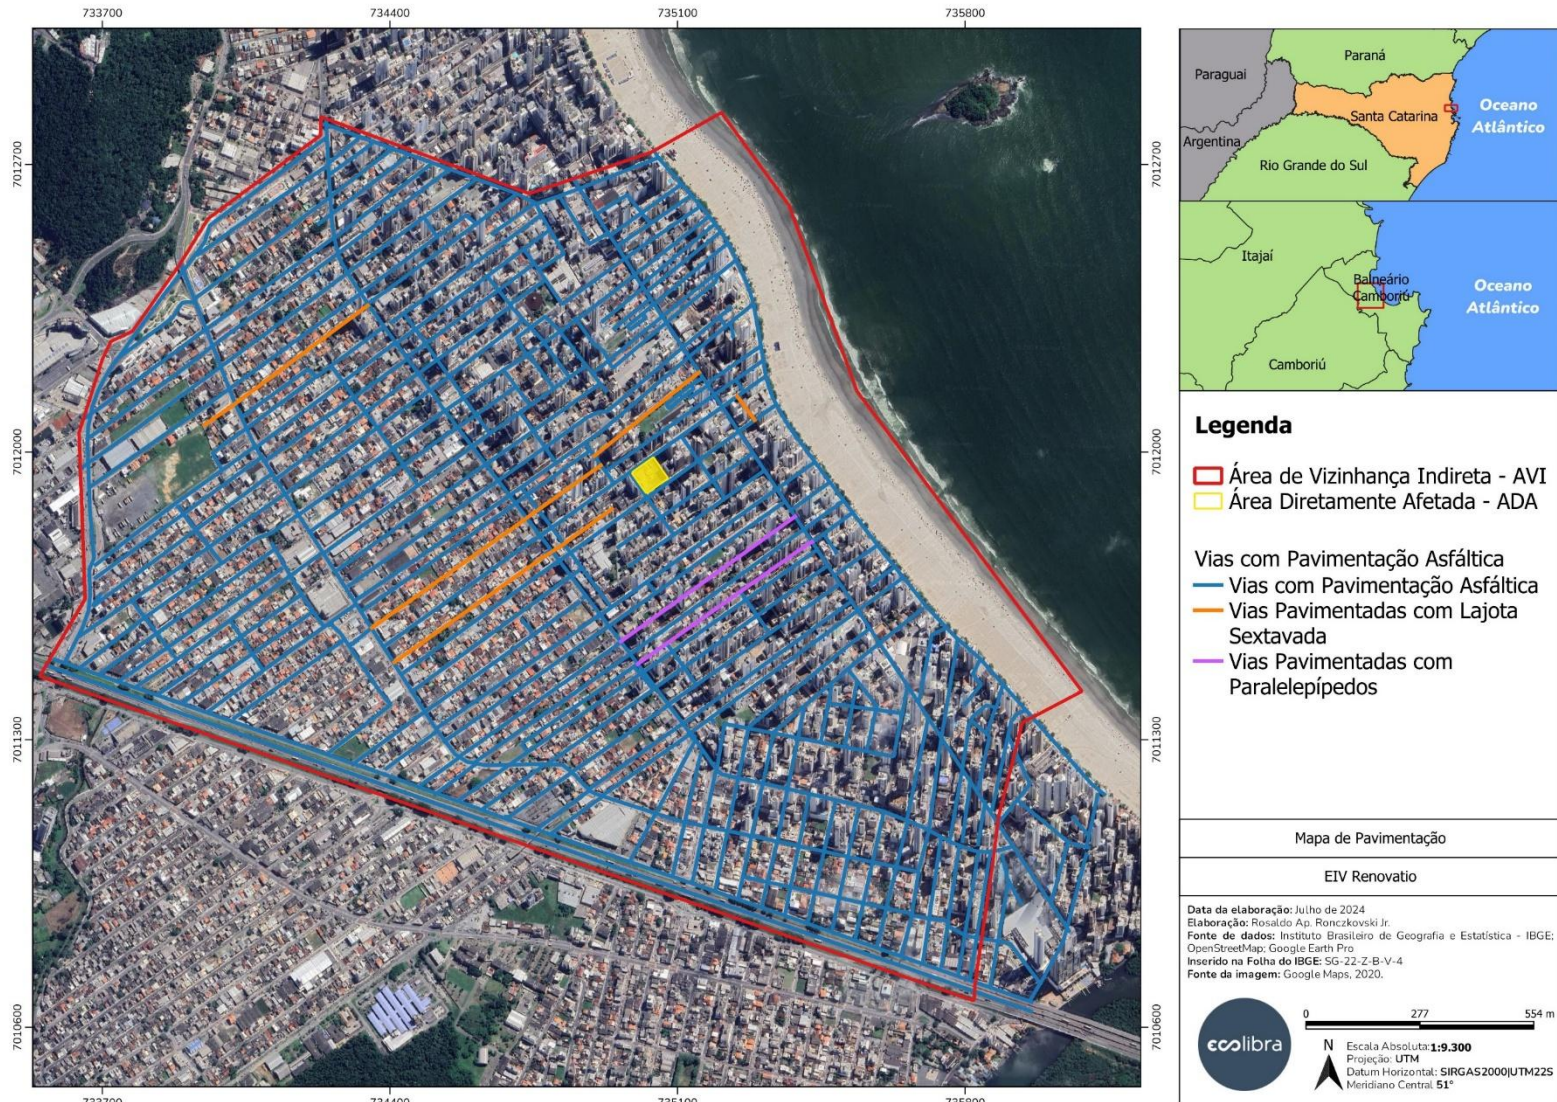 733700
734400
735100
735800
7012700
7012000
7011300
7010600
7012700
7012000
7011300
7010600
733700
734400
735100
735800
Paraguai
Paraná
Santa Catarina
Oceano
Atlântico
Argentina
Rio Grande do Sul
Itajaí
Balneário
Camboriú
Oceano
Atlântico
Camboriú
Legenda
Área de Vizinhança Indireta - AVI
Área Diretamente Afetada - ADA
Vias com Pavimentação Asfáltica
Vias com Pavimentação Asfáltica
Vias Pavimentadas com Lajota
Sextavada
Vias Pavimentadas com
Paralelepípedos
Mapa de Pavimentação
EIV Renovatio
Data da elaboração: Julho de 2024
Elaboração: Rosaldo Ap. Ronczkovski Jr.
Fonte de dados: Instituto Brasileiro de Geografia e Estatística - IBGE;
OpenStreetMap; Google Earth Pro
Inserido na Folha do IBGE: SG-22-Z-B-V-4
Fonte da imagem: Google Maps, 2020.
ecolibra
0 277 554 m
N
Escala Absoluta:1:9.300
Projeção: UTM
Datum Horizontal: SIRGAS2000|UTM22S
Meridiano Central 51°